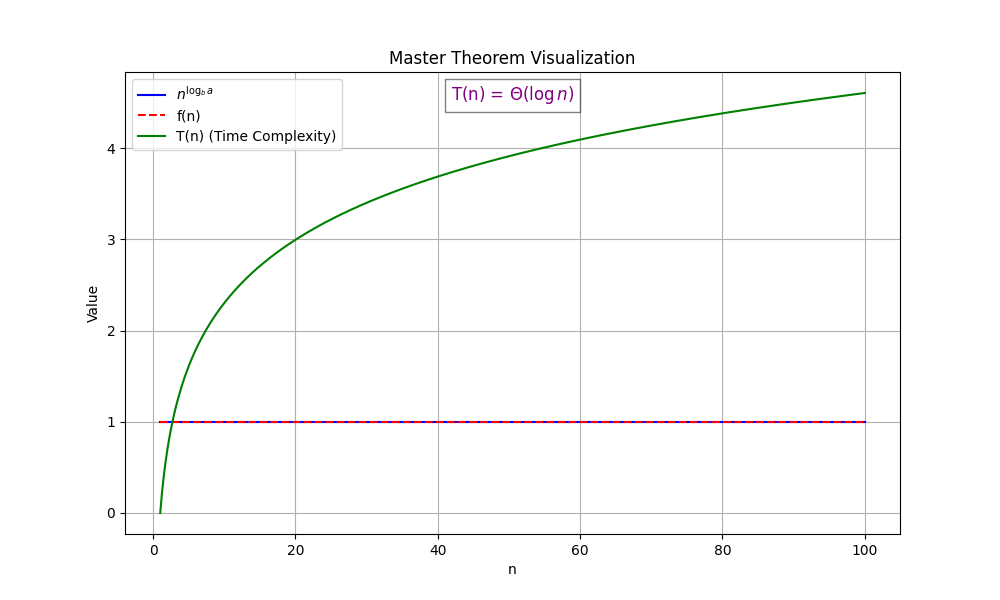 Master Theorem Visualization
n^{log_b a}
f(n)
T(n) (Time Complexity)
T(n) = Θ(log n)
Value
4
3
2
1
0
0 20 40 60 80 100
n